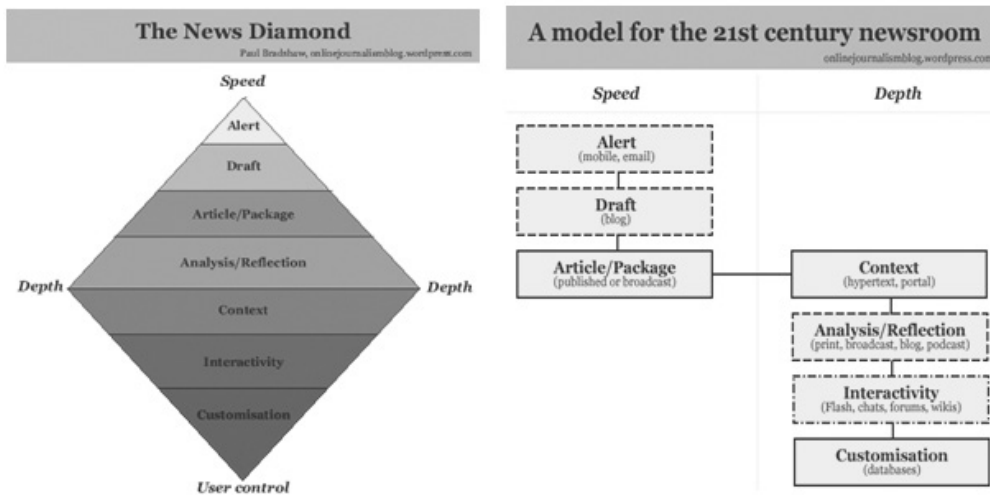 The News Diamond
Paul Bradshaw, onlinejournalismblog.wordpress.com
Speed
Alert
Draft
Article/Package
Analysis/Reflection
Depth
Depth
Context
Interactivity
Customisation
User control
A model for the 21st century newsroom
onlinejournalismblog.wordpress.com
Speed
Depth
Alert
(mobile, email)
Draft
(blog)
Article/Package
(published or broadcast)
Context
(hypertext, portal)
Analysis/Reflection
(print, broadcast, blog, podcast)
Interactivity
(Flash, chats, forums, wikis)
Customisation
(databases)